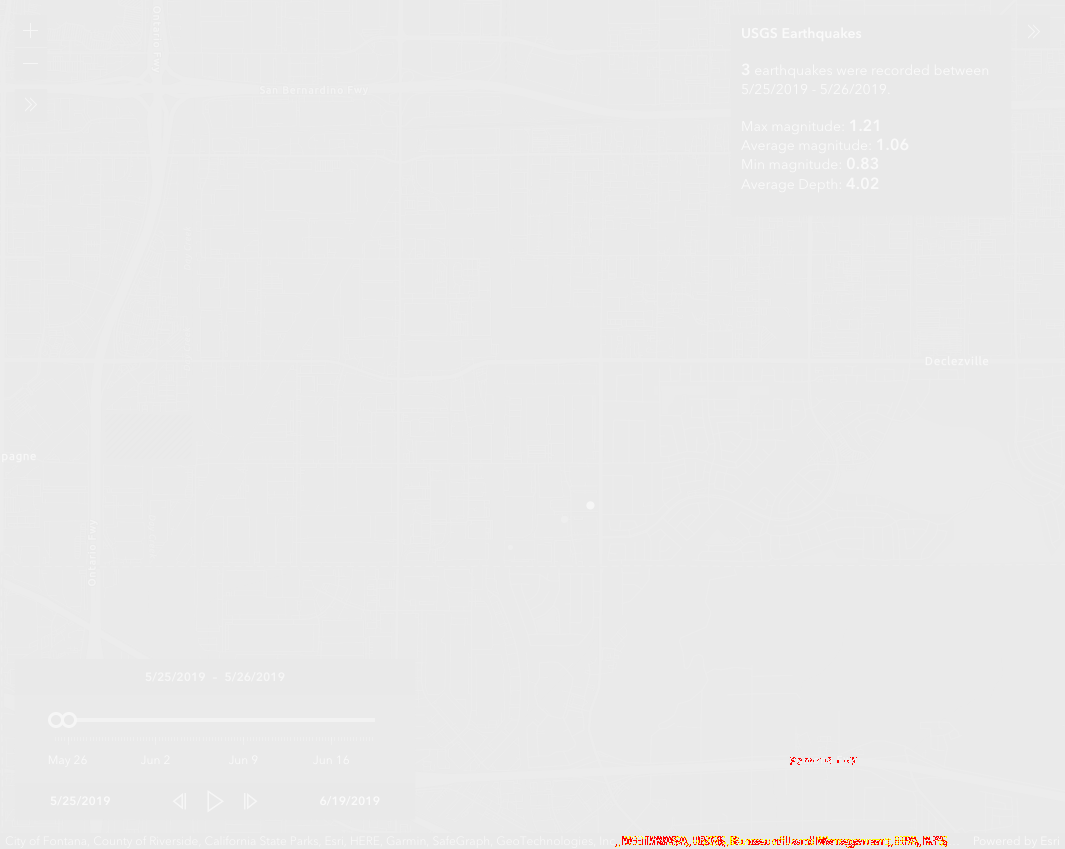 Ontario Fwy
San Bernardino Fwy
USGS Earthquakes
3 earthquakes were recorded between
5/25/2019 - 5/26/2019.
Max magnitude: 1.21
Average magnitude: 1.06
Min magnitude: 0.83
Average Depth: 4.02
Declezville
pagne
Ontario Fwy
5/25/2019 - 5/26/2019
May 26 Jun 2 Jun 9 Jun 16
5/25/2019 6/19/2019
City of Fontana, County of Riverside, California State Parks, Esri, HERE, Garmin, SafeGraph, GeoTechnologies, Inc
Powered by Esri